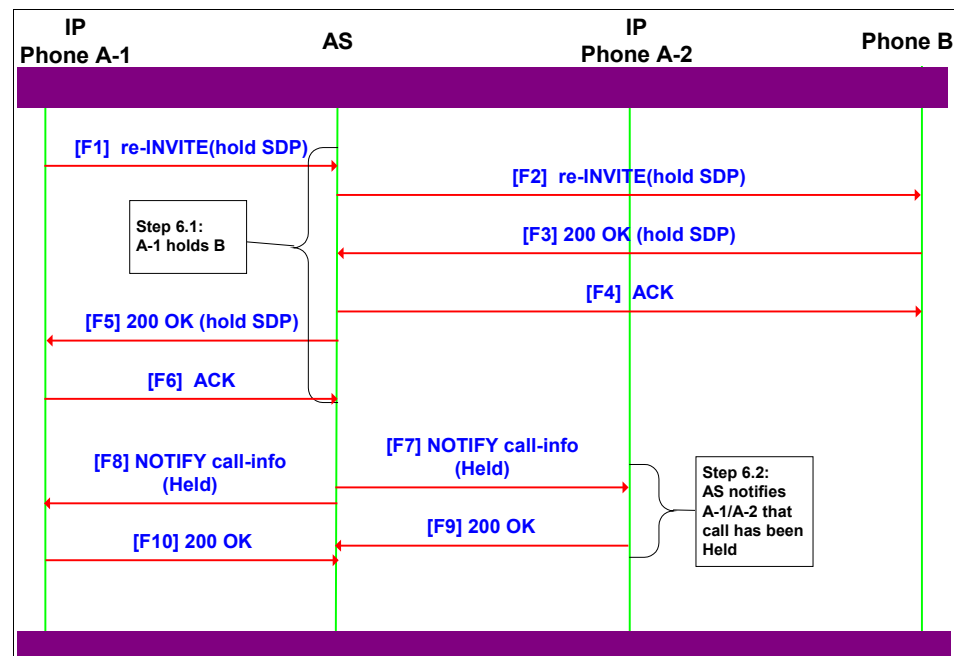 IP
Phone A-1
AS
IP
Phone A-2
Phone B
[F1] re-INVITE(hold SDP)
[F2] re-INVITE(hold SDP)
Step 6.1:
A-1 holds B
[F3] 200 OK (hold SDP)
[F4] ACK
[F5] 200 OK (hold SDP)
[F6] ACK
[F7] NOTIFY call-info
(Held)
[F8] NOTIFY call-info
(Held)
Step 6.2:
AS notifies
A-1/A-2 that
call has been
Held
[F9] 200 OK
[F10] 200 OK